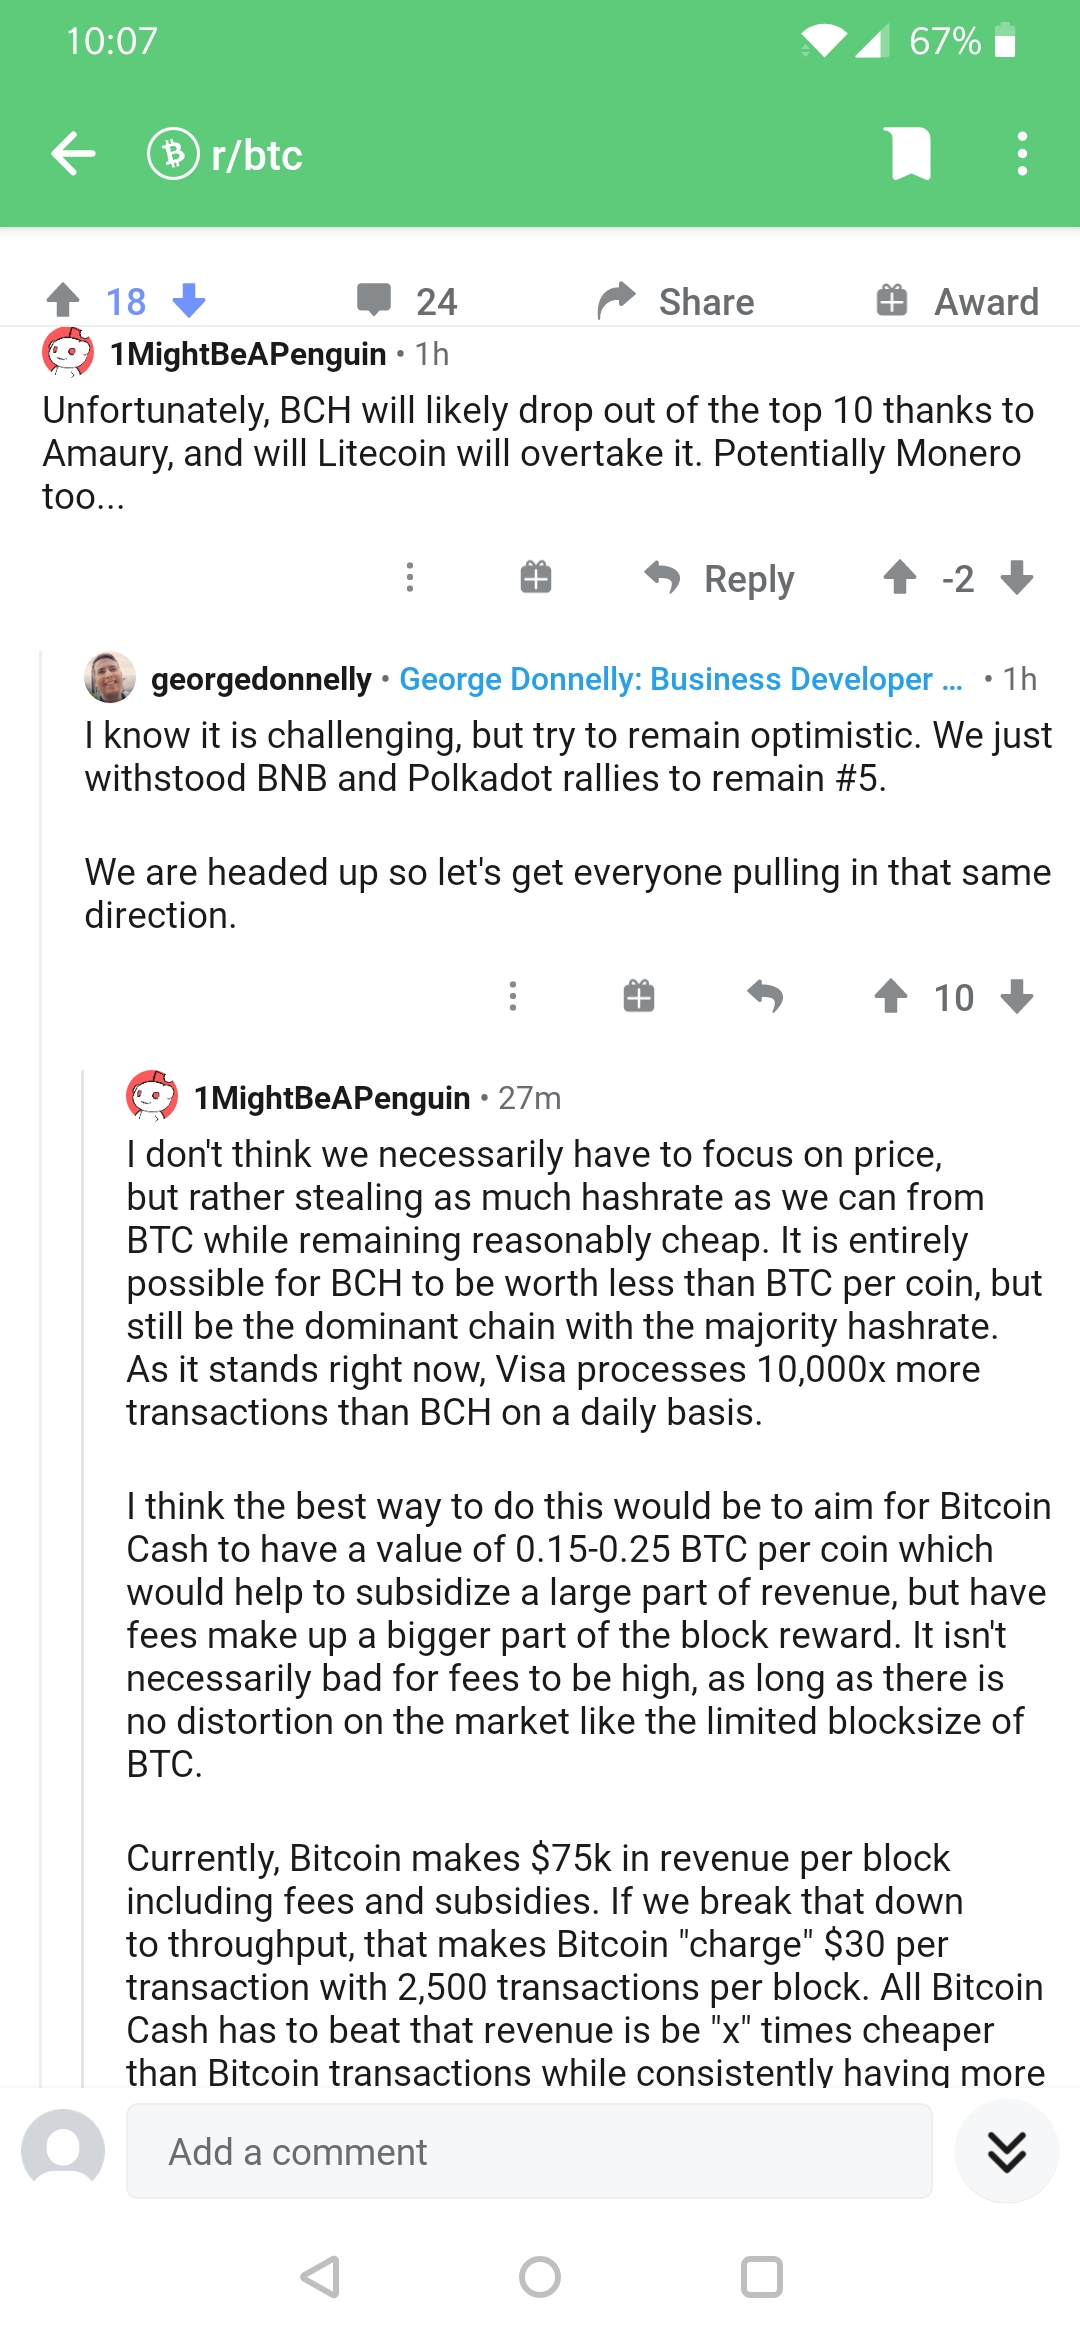 10:07
67%
r/btc
18
24
Share
Award
1MightBeAPenguin • 1h
Unfortunately, BCH will likely drop out of the top 10 thanks to
Amaury, and will Litecoin will overtake it. Potentially Monero
too...
Reply
-2
georgedonnelly • George Donnelly: Business Developer ... • 1h
I know it is challenging, but try to remain optimistic. We just
withstood BNB and Polkadot rallies to remain #5.
We are headed up so let's get everyone pulling in that same
direction.
10
1MightBeAPenguin • 27m
I don't think we necessarily have to focus on price,
but rather stealing as much hashrate as we can from
BTC while remaining reasonably cheap. It is entirely
possible for BCH to be worth less than BTC per coin, but
still be the dominant chain with the majority hashrate.
As it stands right now, Visa processes 10,000x more
transactions than BCH on a daily basis.
I think the best way to do this would be to aim for Bitcoin
Cash to have a value of 0.15-0.25 BTC per coin which
would help to subsidize a large part of revenue, but have
fees make up a bigger part of the block reward. It isn't
necessarily bad for fees to be high, as long as there is
no distortion on the market like the limited blocksize of
BTC.
Currently, Bitcoin makes $75k in revenue per block
including fees and subsidies. If we break that down
to throughput, that makes Bitcoin "charge" $30 per
transaction with 2,500 transactions per block. All Bitcoin
Cash has to beat that revenue is be "x" times cheaper
than Bitcoin transactions while consistently having more
Add a comment